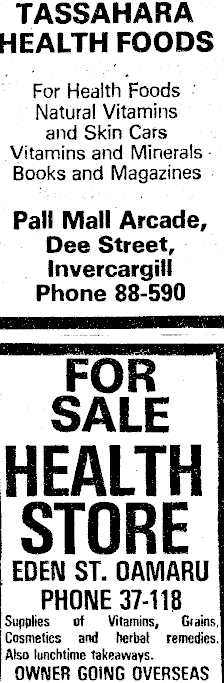 TASSAHARA
HEALTH FOODS
For Health Foods
Natural Vitamins
and Skin Cars
Vitamins and Minerals
Books and Magazines
Pall Mall Arcade,
Dee Street,
Invercargill
Phone 88-590
FOR
SALE
HEALTH
STORE
EDEN ST. OAMARU
PHONE 37-118
Supplies of Vitamins, Grains,
Cosmetics and herbal remedies.
Also lunchtime takeaways.
OWNER GOING OVERSEAS